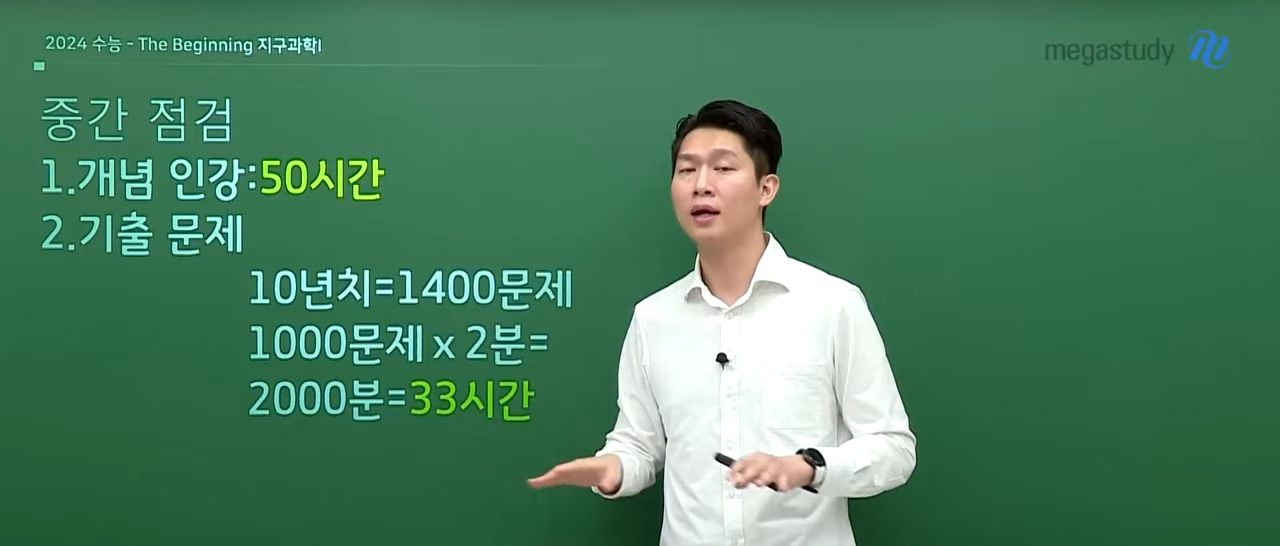 2024 수능 - The Beginning 지구과학I
megastudy
중간 점검
1.개념 인강:50시간
2.기출 문제
10년치=1400문제
1000문제 x 2분=
2000분=33시간